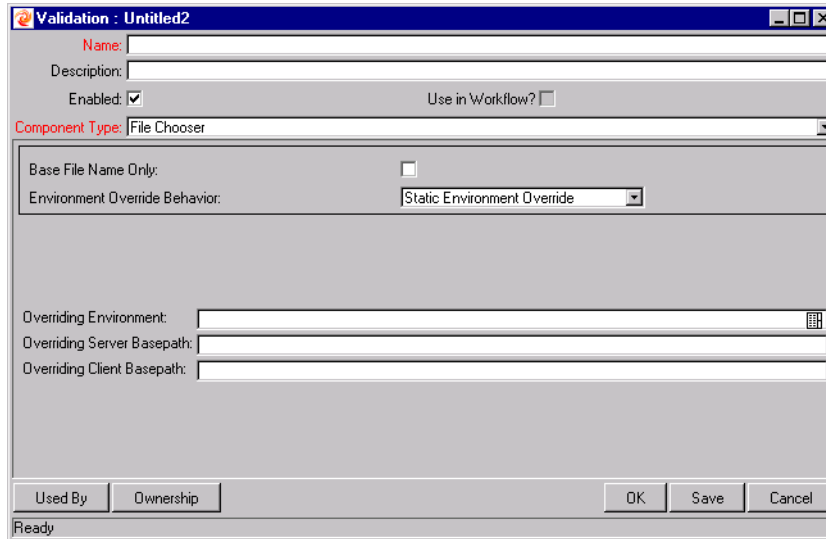 Validation : Untitled2
Name:
Description:
Enabled: Use in Workflow?
Component Type: File Chooser
Base File Name Only:
Environment Override Behavior: Static Environment Override
Overriding Environment:
Overriding Server Basepath:
Overriding Client Basepath:
Used By Ownership OK Save Cancel
Ready